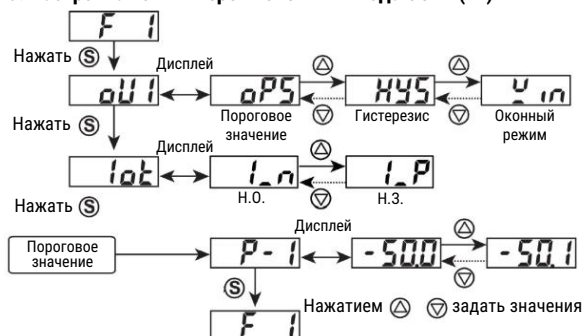 F 1
Нажать S
Дисплей
oU1 oPS HYS Y in
Пороговое значение
Гистерезис
Оконный режим
Нажать S
Дисплей
1ot 1_n 1_P
Н.О. Н.З.
Нажать S
Дисплей
Пороговое значение
P-1 -50.0 -50.1
S
Нажатием задать значения
F 1